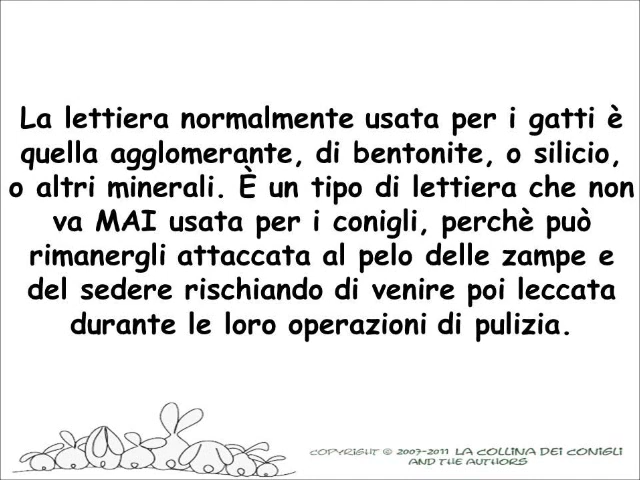 La lettiera normalmente usata per i gatti è
quella agglomerante, di bentonite, o silicio,
o altri minerali. È un tipo di lettiera che non
va MAI usata per i conigli, perchè può
rimanergli attaccata al pelo delle zampe e
del sedere rischiando di venire poi leccata
durante le loro operazioni di pulizia.
COPYRIGHT © 2007-2011 LA COLLINA DEI CONIGLI
AND THE AUTHORS